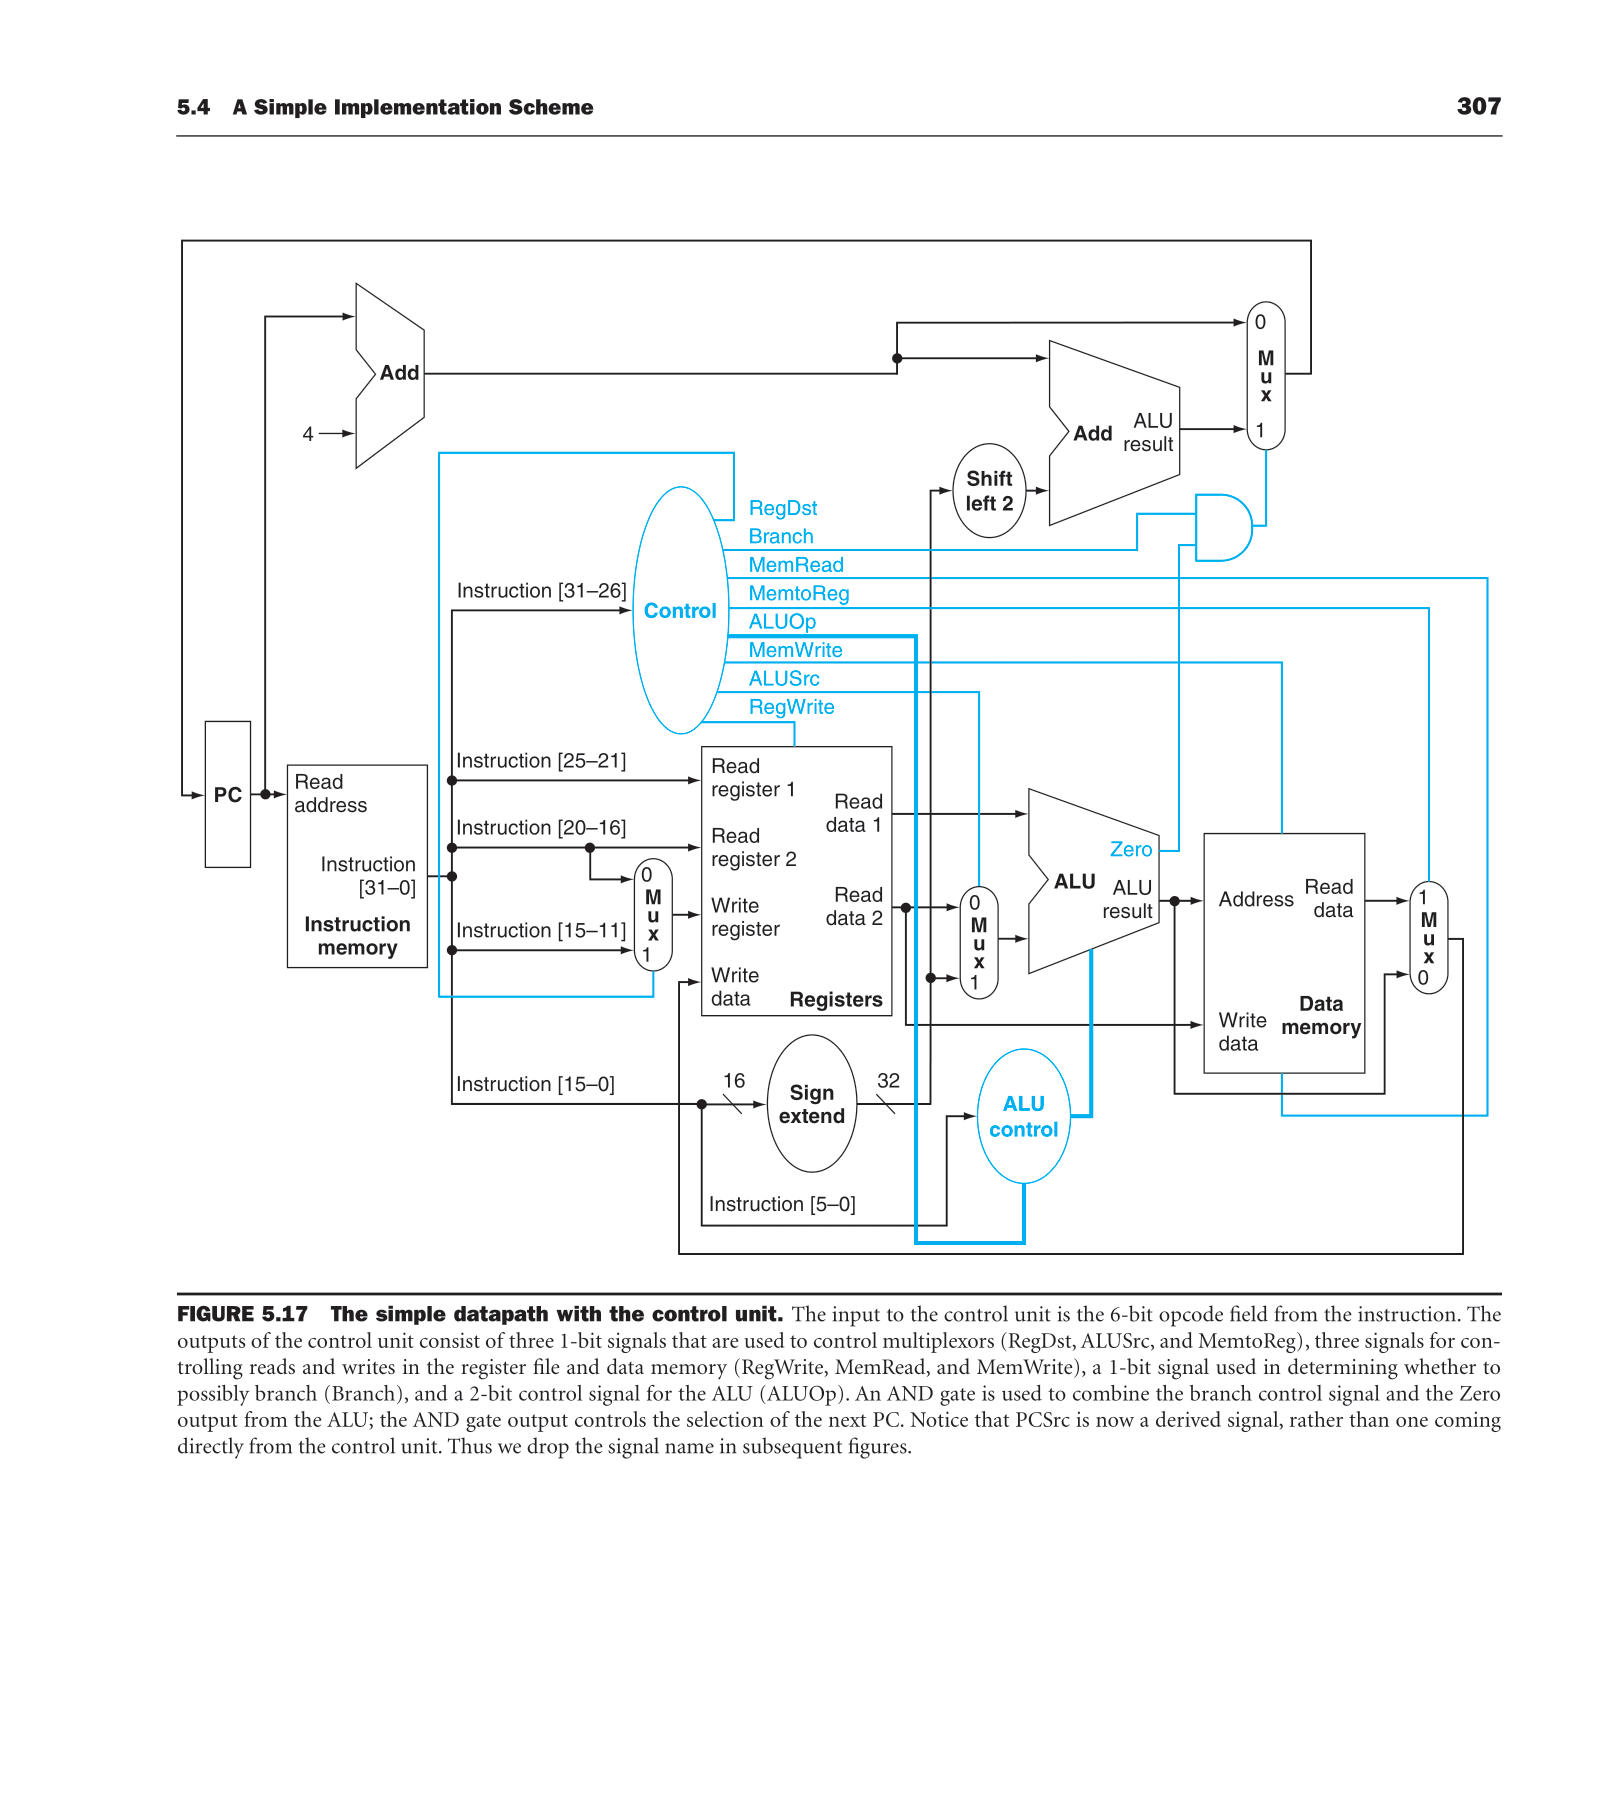 5.4 A Simple Implementation Scheme 307
Add
4
0
M
u
x
1
Add
ALU
result
Shift
left 2
RegDst
Branch
MemRead
MemtoReg
ALUOp
MemWrite
ALUSrc
RegWrite
Instruction [31–26]
Control
PC
Read
address
Instruction
[31–0]
Instruction
memory
Instruction [25–21]
Instruction [20–16]
Instruction [15–11]
0
M
u
x
1
Read
register 1
Read
register 2
Write
register
Write
data
Read
data 1
Read
data 2
Registers
0
M
u
x
1
Zero
ALU
ALU
result
Address
Read
data
Write
data
Data
memory
1
M
u
x
0
Instruction [15–0]
16
Sign
extend
32
ALU
control
Instruction [5–0]
FIGURE 5.17 The simple datapath with the control unit. The input to the control unit is the 6-bit opcode field from the instruction. The
outputs of the control unit consist of three 1-bit signals that are used to control multiplexors (RegDst, ALUSrc, and MemtoReg), three signals for con-
trolling reads and writes in the register file and data memory (RegWrite, MemRead, and MemWrite), a 1-bit signal used in determining whether to
possibly branch (Branch), and a 2-bit control signal for the ALU (ALUOp). An AND gate is used to combine the branch control signal and the Zero
output from the ALU; the AND gate output controls the selection of the next PC. Notice that PCSrc is now a derived signal, rather than one coming
directly from the control unit. Thus we drop the signal name in subsequent figures.